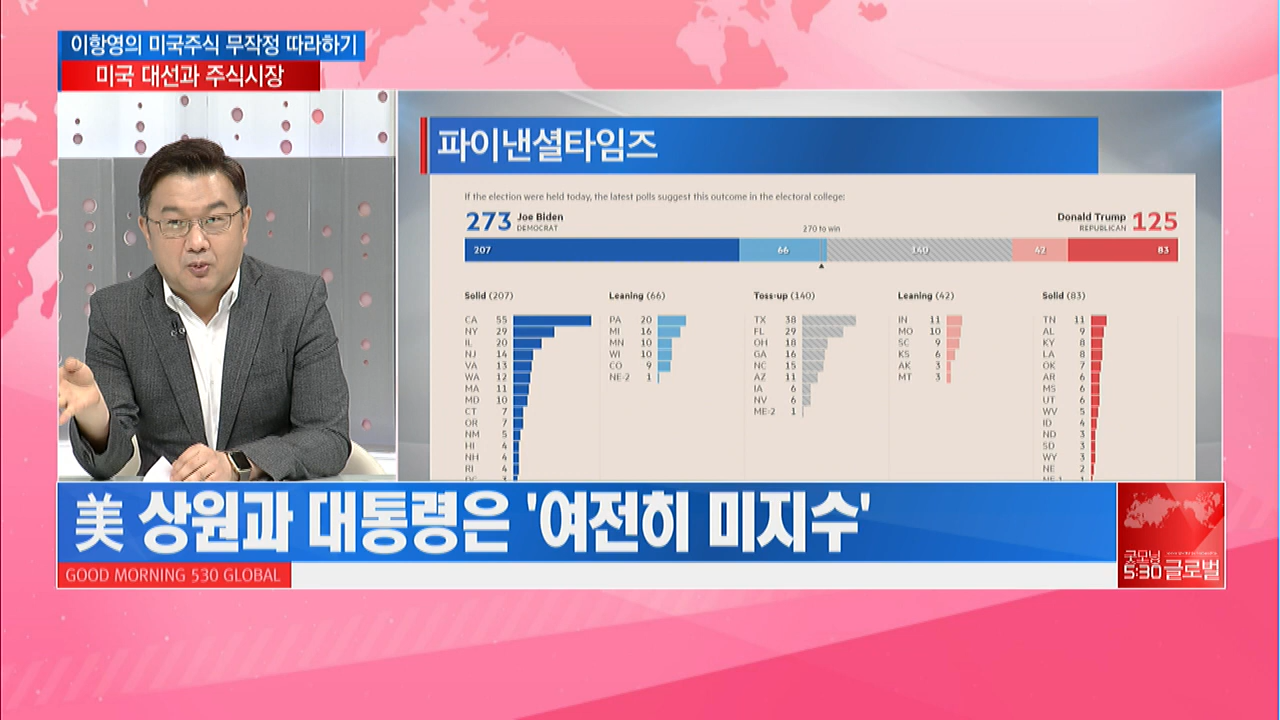 이항영의 미국주식 무작정 따라하기
미국 대선과 주식시장
파이낸셜타임즈
If the election were held today, the latest polls suggest this outcome in the electoral college:
273 Joe Biden
DEMOCRAT
270 to win
Donald Trump 125
REPUBLICAN
207 66 140 42 83
Solid (207)
CA 55
NY 29
IL 20
NJ 14
VA 13
WA 12
MA 11
MD 10
CT 7
OR 7
NM 5
HI 4
NH 4
RI 4
Leaning (66)
PA 20
MI 16
MN 10
WI 10
CO 9
NE-2 1
Toss-up (140)
TX 38
FL 29
OH 18
GA 16
NC 15
AZ 11
IA 6
NV 6
ME-2 1
Leaning (42)
IN 11
MO 10
SC 9
KS 6
AK 3
MT 3
Solid (83)
TN 11
AL 9
KY 8
LA 8
OK 7
AR 6
MS 6
UT 6
WV 5
ID 4
ND 3
SD 3
WY 3
NE 2
美 상원과 대통령은 '여전히 미지수'
GOOD MORNING 530 GLOBAL
굿모닝
5:30 글로벌